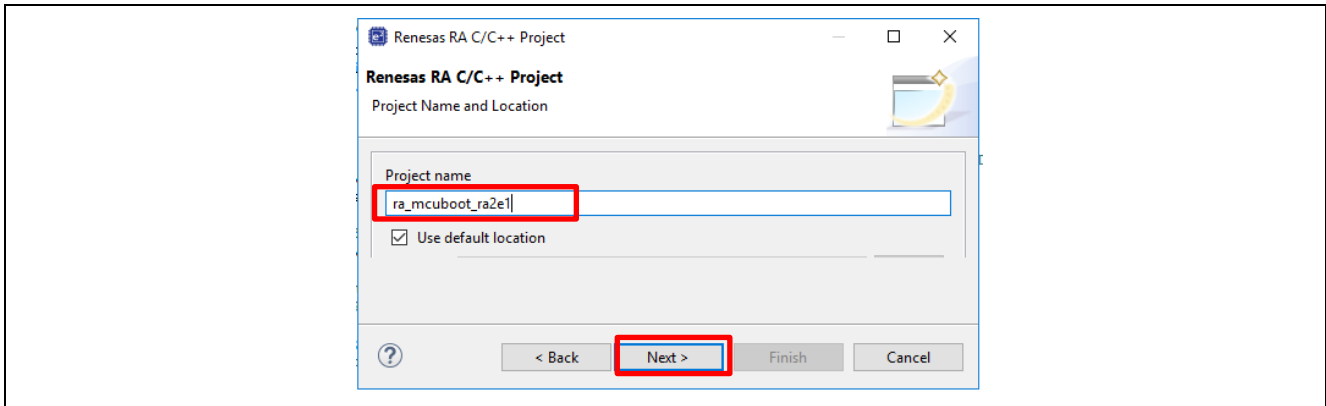 Renesas RA C/C++ Project
Renesas RA C/C++ Project
Project Name and Location
Project name
ra_mcuboot_ra2e1
Use default location
? < Back Next > Finish Cancel